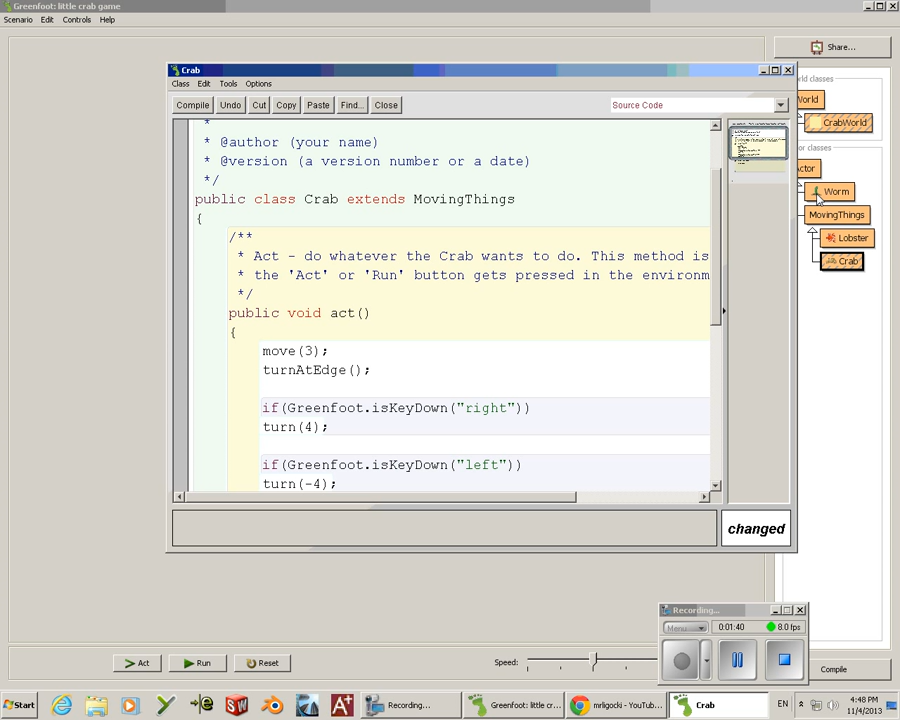 Greenfoot: little crab game
Scenario Edit Controls Help
Share...
World classes
World
CrabWorld
Actor classes
Actor
Worm
MovingThings
Lobster
Crab
Crab
Class Edit Tools Options
Compile Undo Cut Copy Paste Find... Close Source Code
*
* @author (your name)
* @version (a version number or a date)
*/
public class Crab extends MovingThings
{
/**
* Act - do whatever the Crab wants to do. This method is
* the 'Act' or 'Run' button gets pressed in the environm
*/
public void act()
{
move(3);
turnAtEdge();
if(Greenfoot.isKeyDown("right"))
turn(4);
if(Greenfoot.isKeyDown("left"))
turn(-4);
changed
Recording...
Menu 0:01:40 8.0 fps
Act Run Reset Speed: Compile
Start Recording... Greenfoot: little cr... mrligocki - YouTub... Crab EN 4:48 PM
11/4/2013